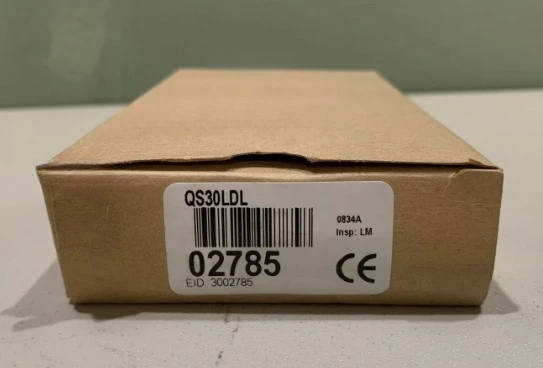 QS30LDL
0834A
Insp: LM
02785
EID 3002785
CE